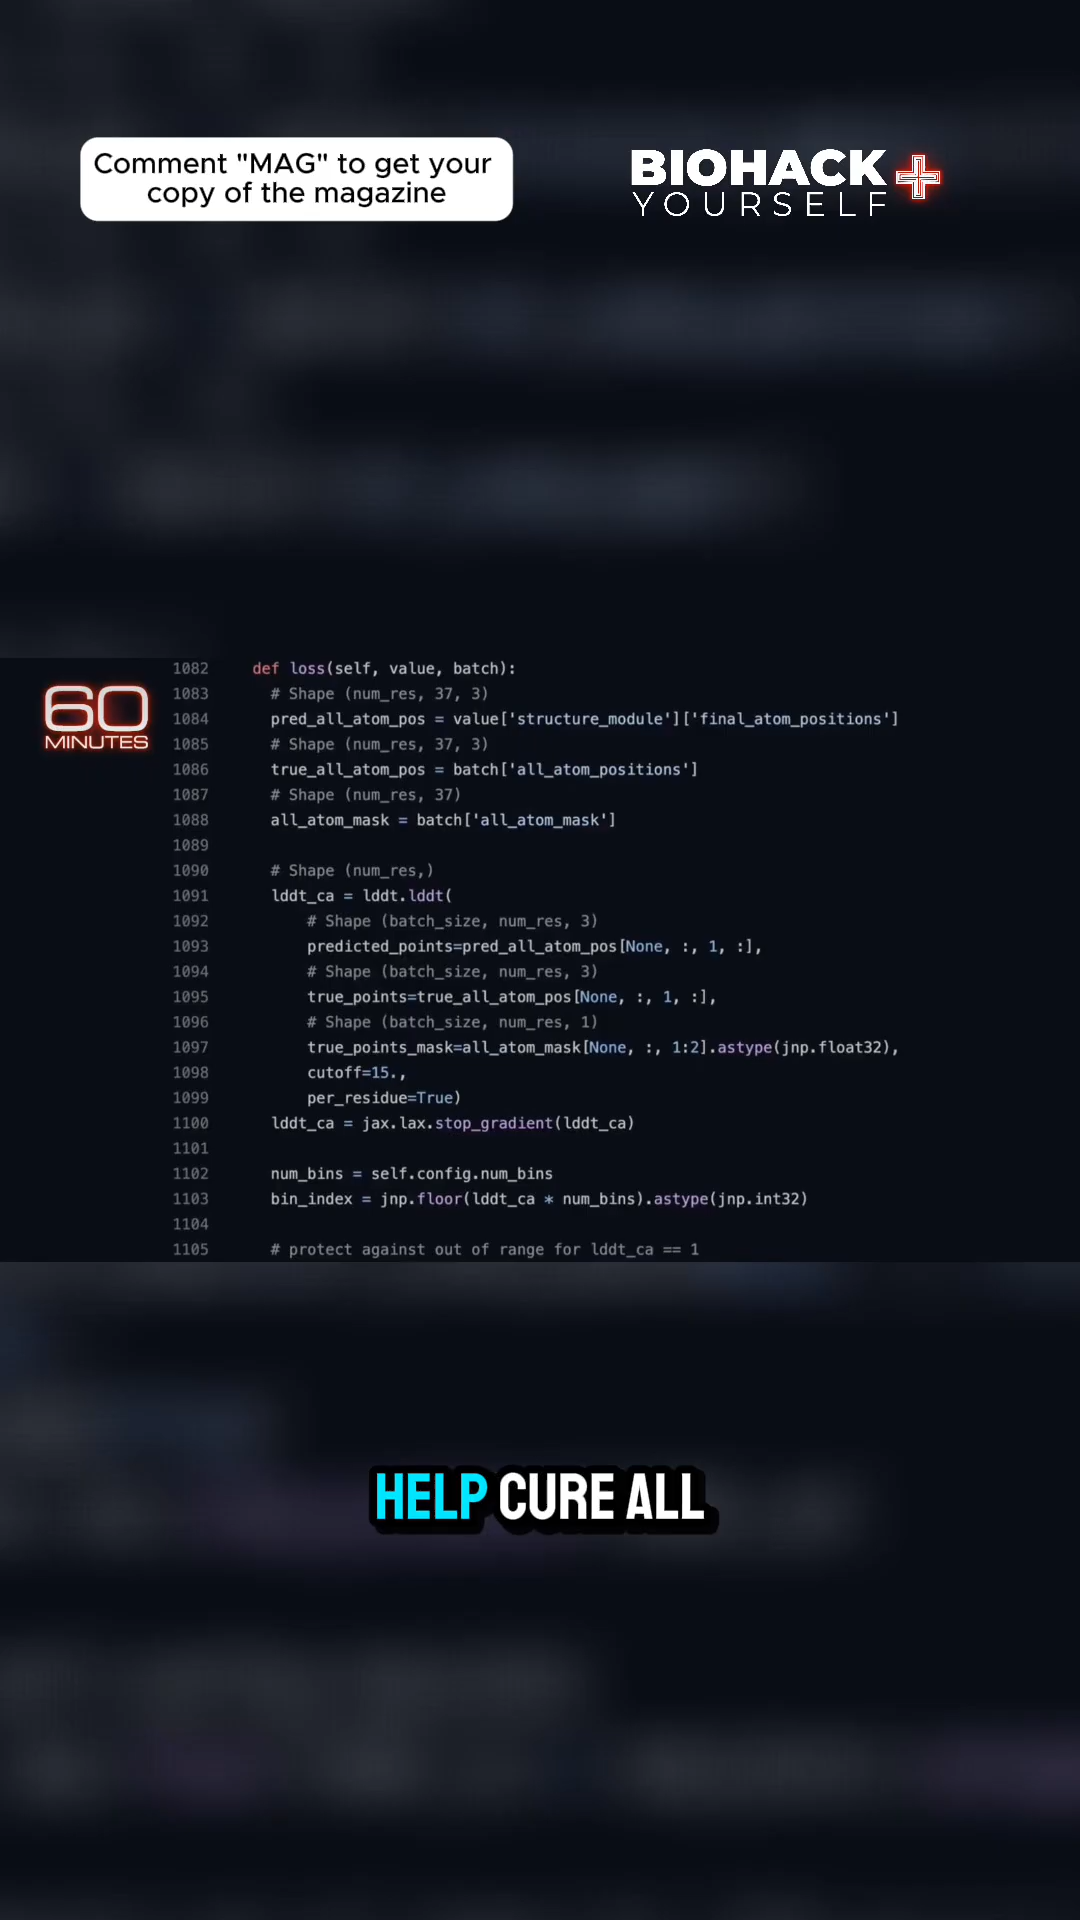 Comment "MAG" to get your
copy of the magazine
BIOHACK
YOURSELF
60
MINUTES
1082 def loss(self, value, batch):
1083 # Shape (num_res, 37, 3)
1084 pred_all_atom_pos = value['structure_module']['final_atom_positions']
1085 # Shape (num_res, 37, 3)
1086 true_all_atom_pos = batch['all_atom_positions']
1087 # Shape (num_res, 37)
1088 all_atom_mask = batch['all_atom_mask']
1089
1090 # Shape (num_res,)
1091 lddt_ca = lddt.lddt(
1092 # Shape (batch_size, num_res, 3)
1093 predicted_points=pred_all_atom_pos[None, :, 1, :],
1094 # Shape (batch_size, num_res, 3)
1095 true_points=true_all_atom_pos[None, :, 1, :],
1096 # Shape (batch_size, num_res, 1)
1097 true_points_mask=all_atom_mask[None, :, 1:2].astype(jnp.float32),
1098 cutoff=15.,
1099 per_residue=True)
1100 lddt_ca = jax.lax.stop_gradient(lddt_ca)
1101
1102 num_bins = self.config.num_bins
1103 bin_index = jnp.floor(lddt_ca * num_bins).astype(jnp.int32)
1104
1105 # protect against out of range for lddt_ca == 1
HELP CURE ALL